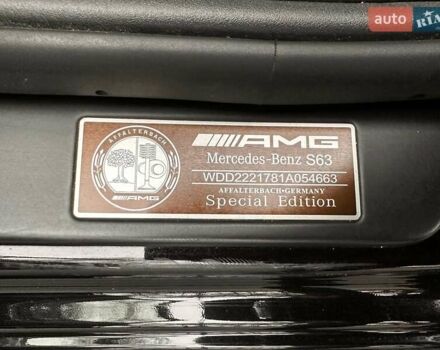 auto RIA
AFFALTERBACH
AMG
AMG
Mercedes-Benz S63
WDD2221781A054663
AFFALTERBACH•GERMANY
Special Edition